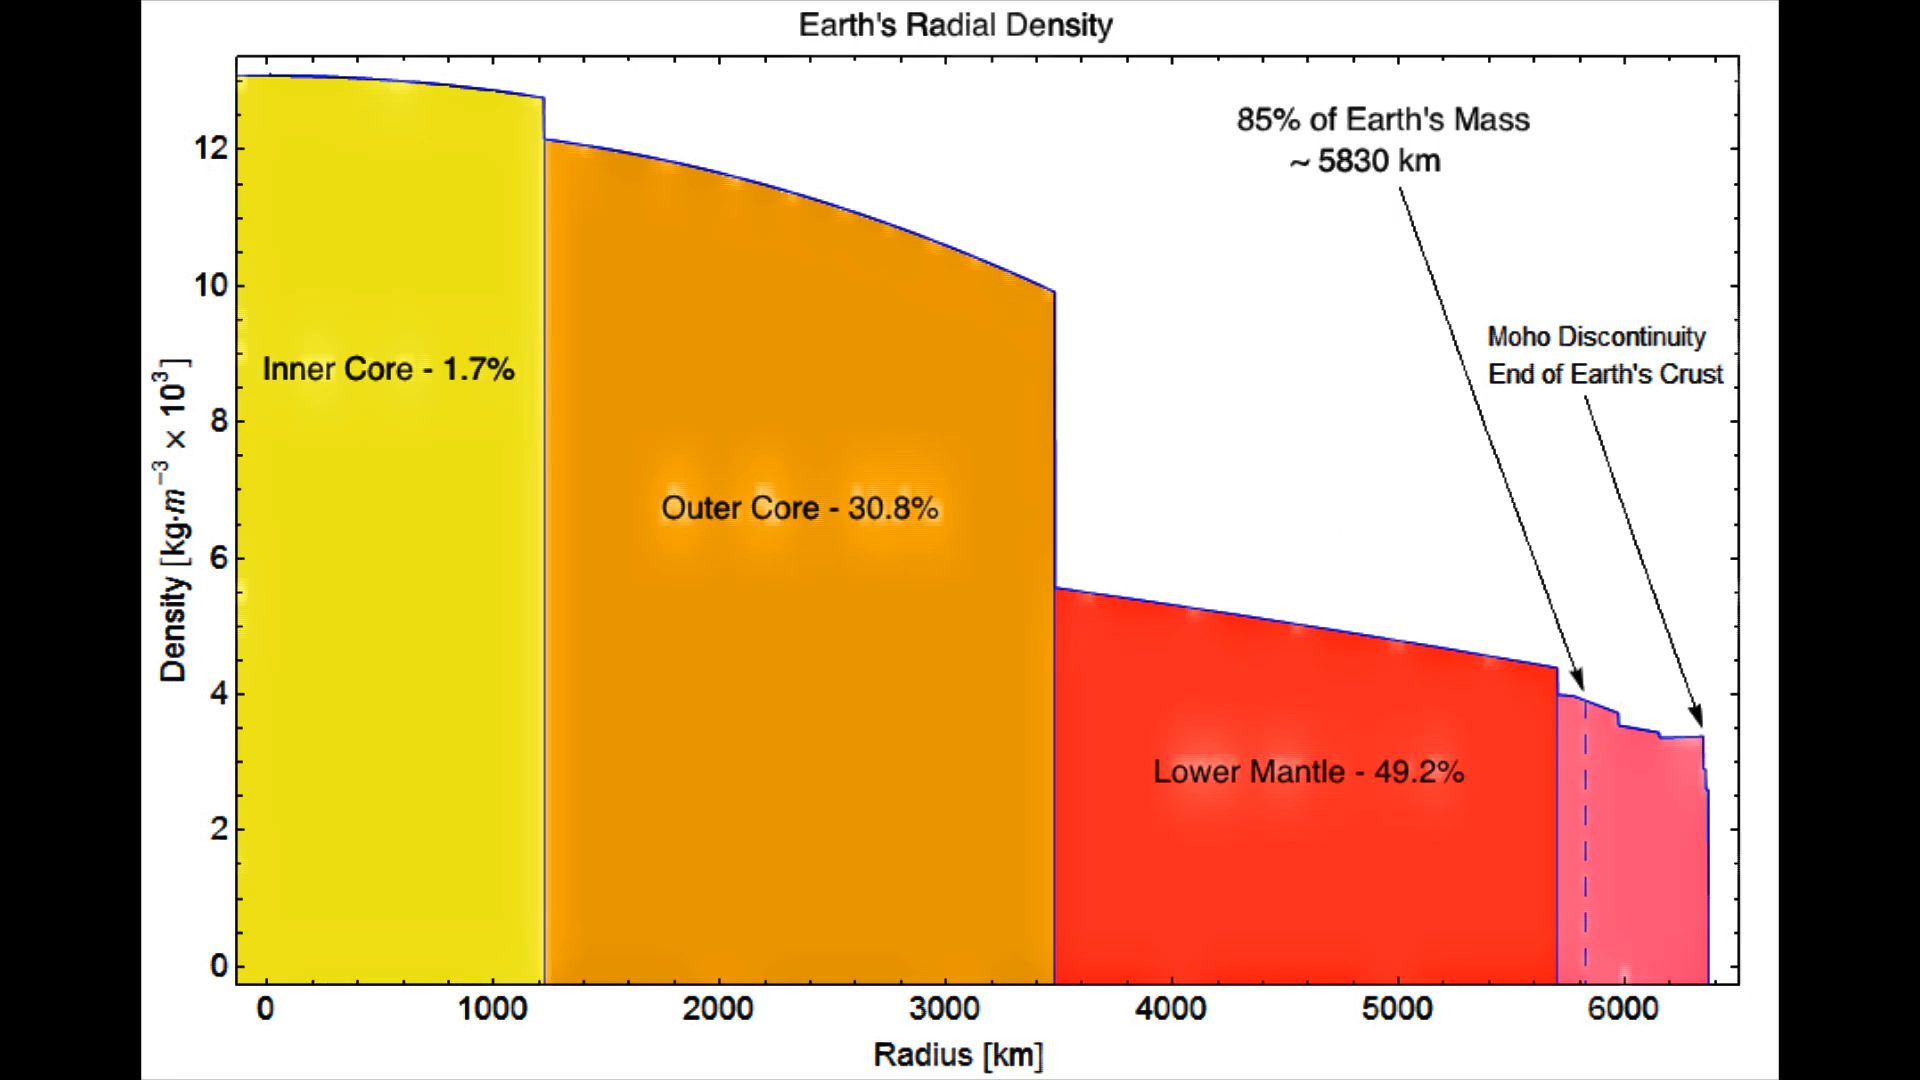 Earth's Radial Density
85% of Earth's Mass
~ 5830 km
Moho Discontinuity
End of Earth's Crust
Inner Core - 1.7%
Outer Core - 30.8%
Lower Mantle - 49.2%
Density [kg·m⁻³ × 10³]
12
10
8
6
4
2
0
0 1000 2000 3000 4000 5000 6000
Radius [km]